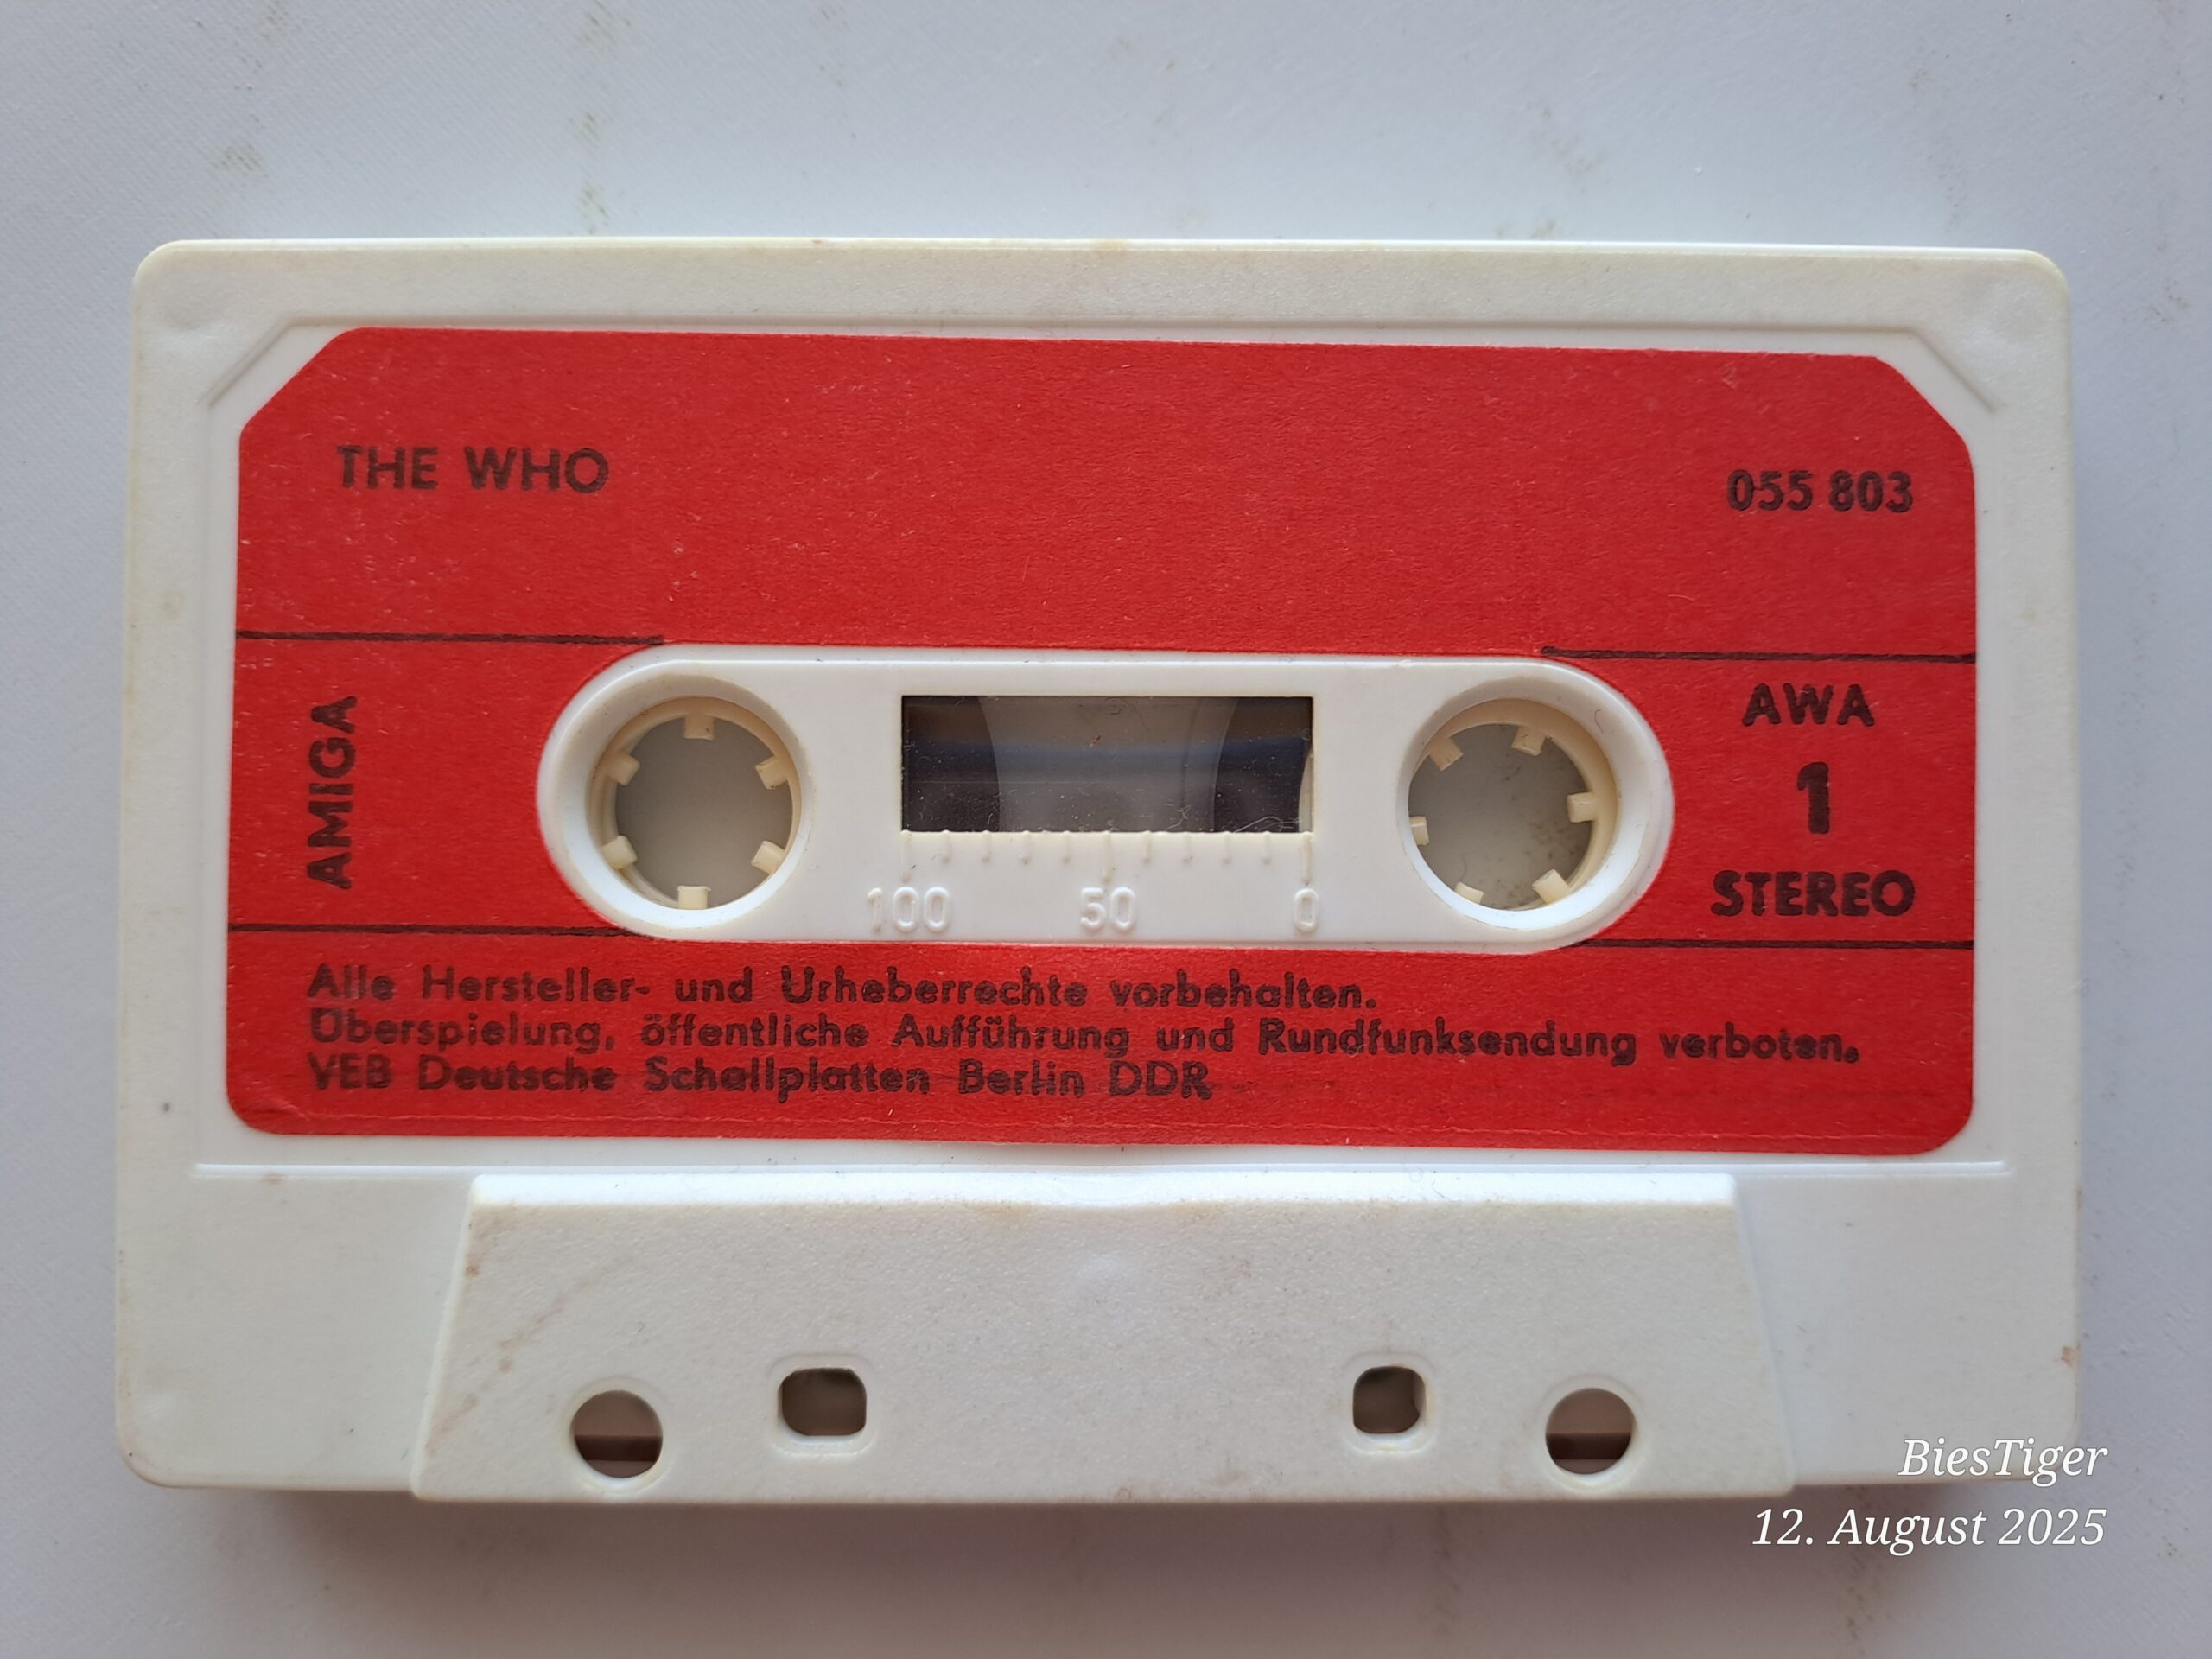 THE WHO
055 803
AMIGA
AWA
1
STEREO
100 50 0
Alle Hersteller- und Urheberrechte vorbehalten.
Überspielung, öffentliche Aufführung und Rundfunksendung verboten.
VEB Deutsche Schallplatten Berlin DDR
BiesTiger
12. August 2025